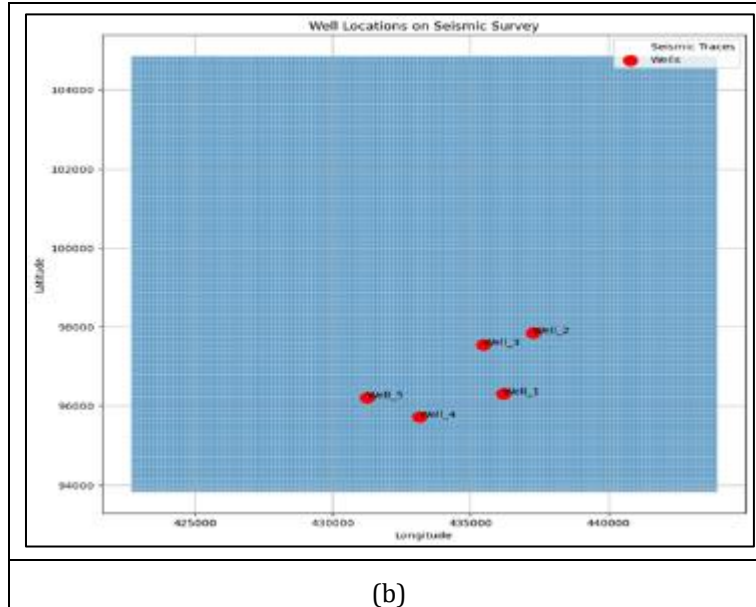 Well Locations on Seismic Survey
Seismic Traces
Wells
104000
102000
100000
98000
96000
94000
Latitude
Well_2
Well_1
Well_5
Well_4
425000
430000
435000
440000
Longitude
(b)